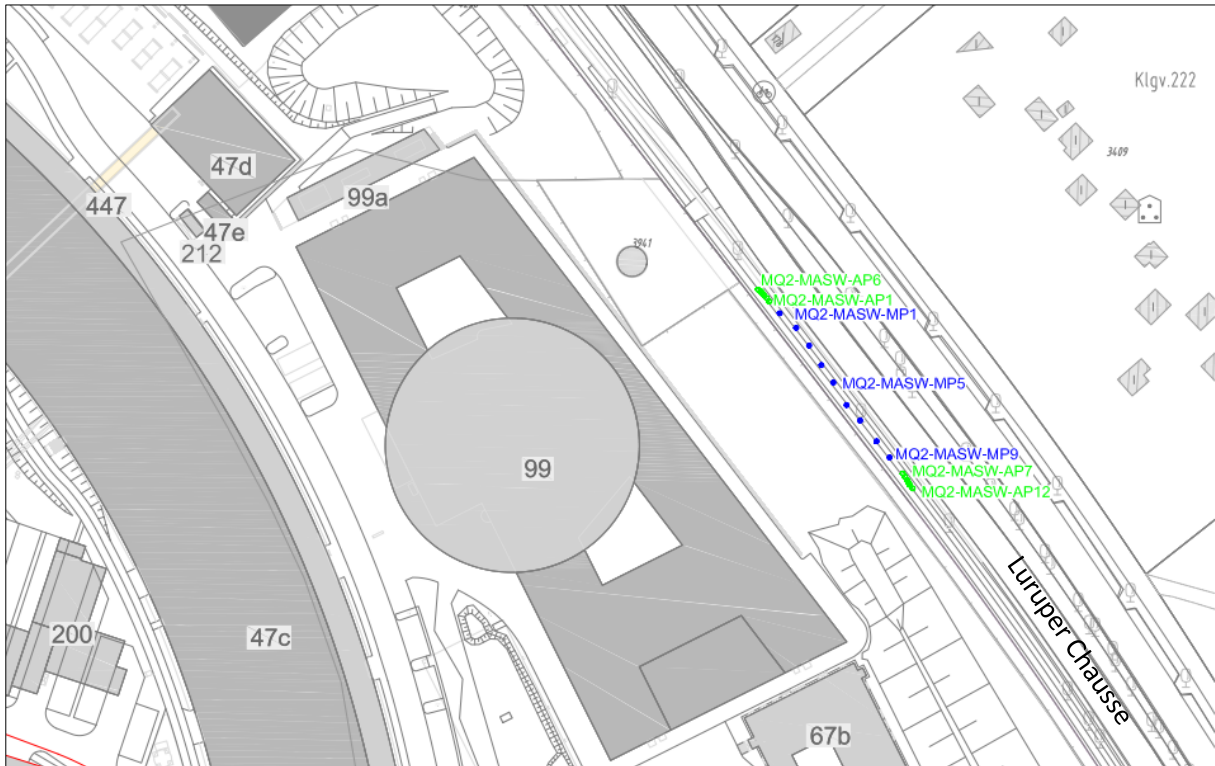 Klgv.222
3409
47d
99a
447
47e
212
3941
MQ2-MASW-AP6
MQ2-MASW-AP1
MQ2-MASW-MP1
MQ2-MASW-MP5
99
MQ2-MASW-MP9
MQ2-MASW-AP7
MQ2-MASW-AP12
Luruper Chausse
200
47c
67b